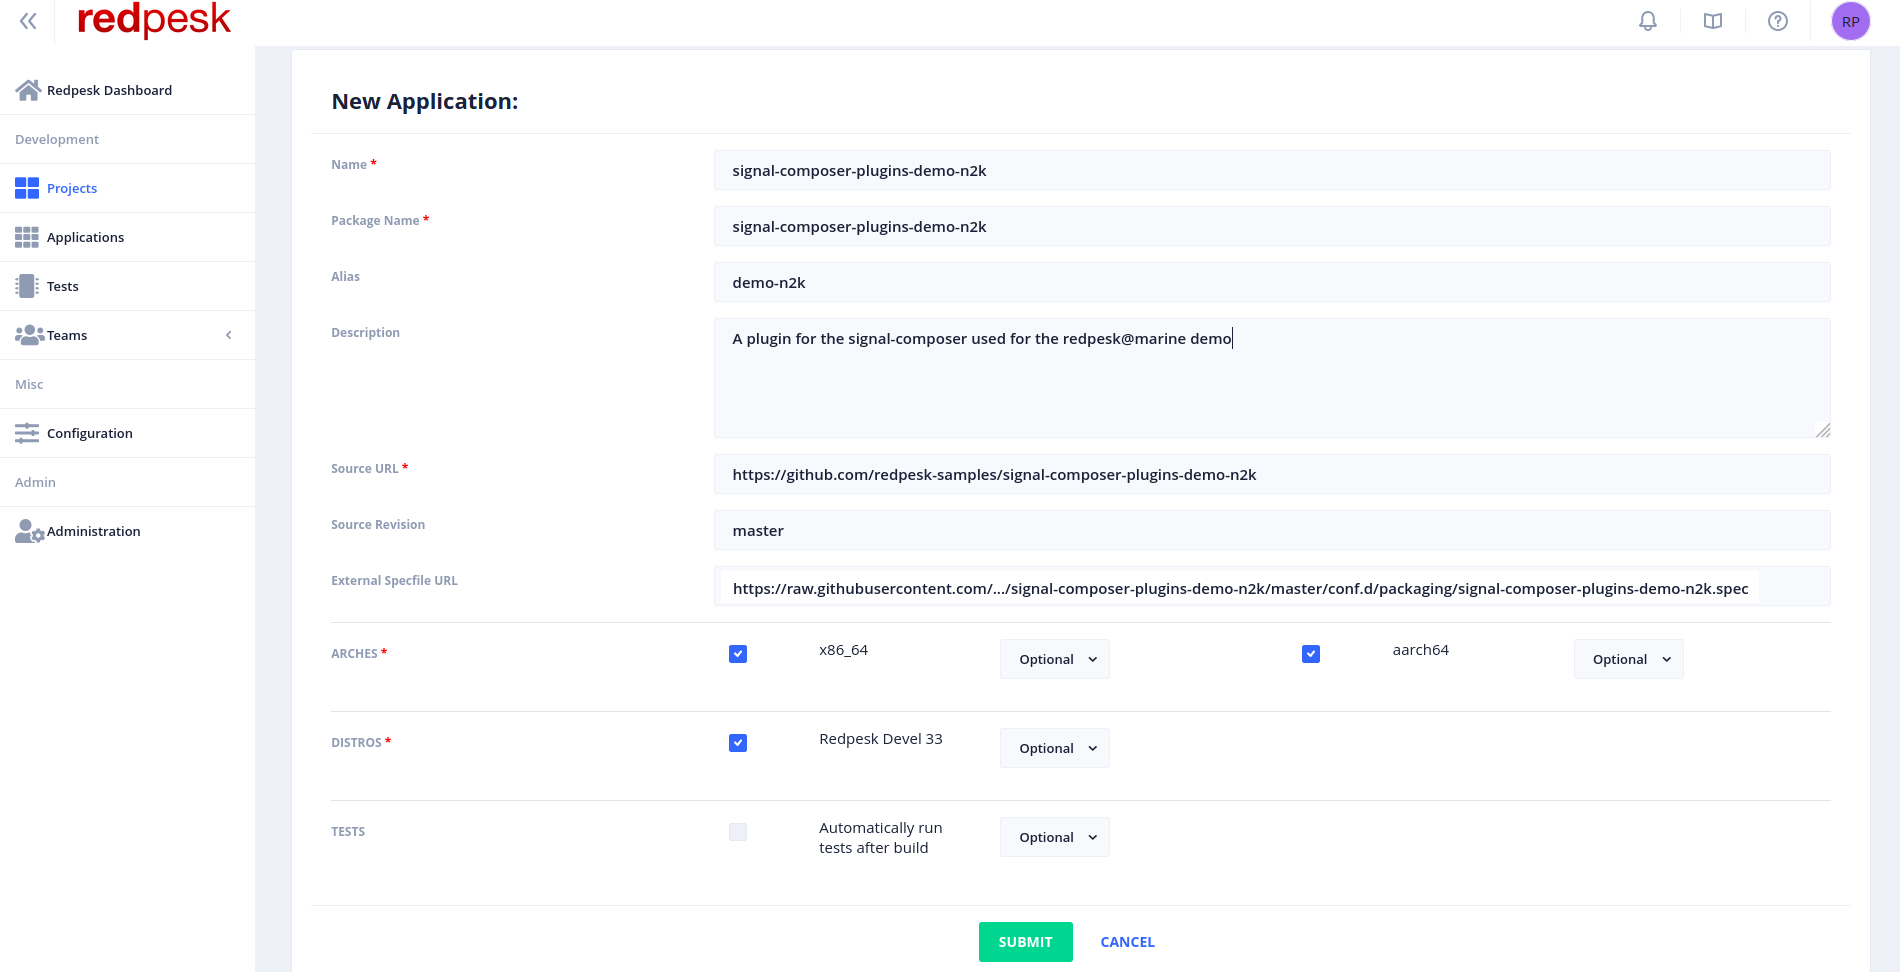 redpesk
RP
Redpesk Dashboard
Development
Projects
Applications
Tests
Teams
Misc
Configuration
Admin
Administration
New Application:
Name *
signal-composer-plugins-demo-n2k
Package Name *
signal-composer-plugins-demo-n2k
Alias
demo-n2k
Description
A plugin for the signal-composer used for the redpesk@marine demo
Source URL *
https://github.com/redpesk-samples/signal-composer-plugins-demo-n2k
Source Revision
master
External Specfile URL
https://raw.githubusercontent.com/.../signal-composer-plugins-demo-n2k/master/conf.d/packaging/signal-composer-plugins-demo-n2k.spec
ARCHES *
x86_64
Optional
aarch64
Optional
DISTROS *
Redpesk Devel 33
Optional
TESTS
Automatically run
tests after build
Optional
SUBMIT
CANCEL